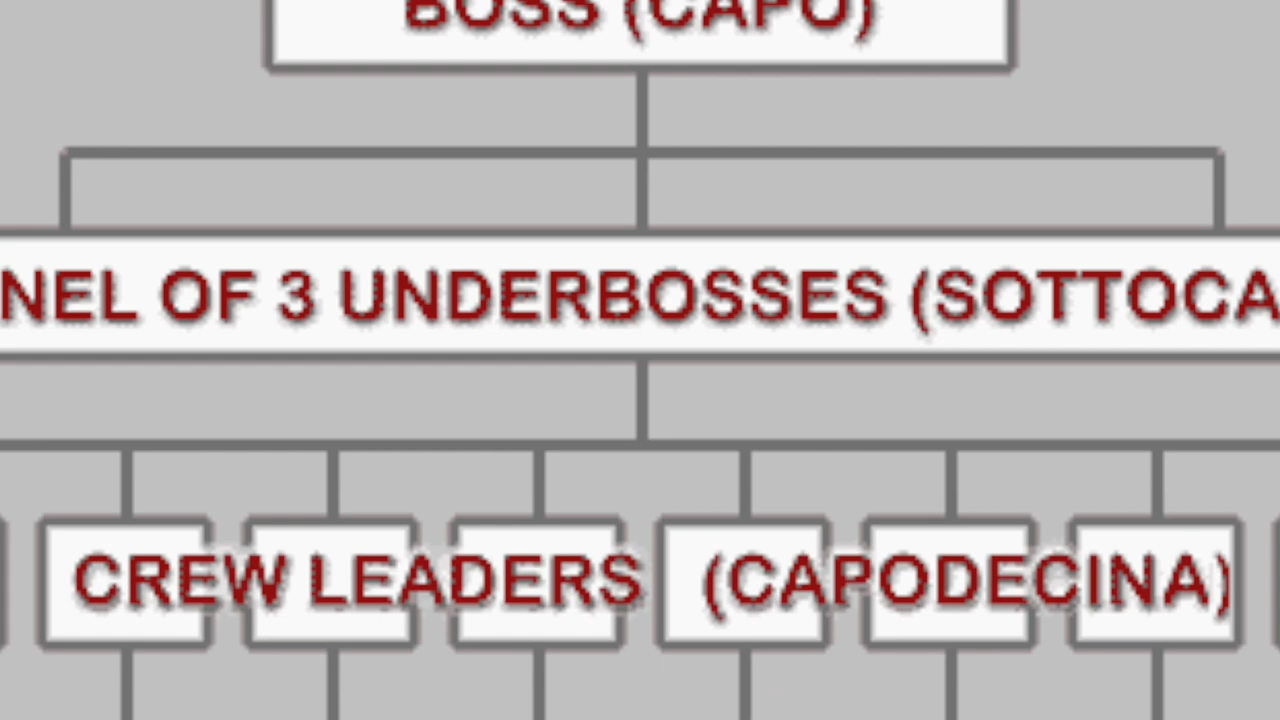 BOSS (CAPO)
NEL OF 3 UNDERBOSSES (SOTTOCA
CREW LEADERS (CAPODECINA)